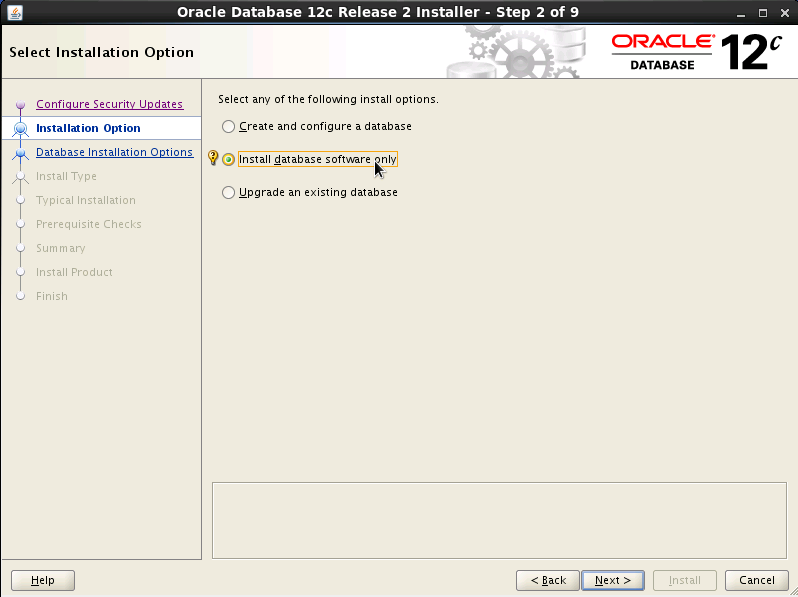 Oracle Database 12c Release 2 Installer - Step 2 of 9
Select Installation Option
ORACLE
DATABASE
12c
Configure Security Updates
Installation Option
Database Installation Options
Install Type
Typical Installation
Prerequisite Checks
Summary
Install Product
Finish
Select any of the following install options.
Create and configure a database
Install database software only
Upgrade an existing database
Help
< Back
Next >
Install
Cancel